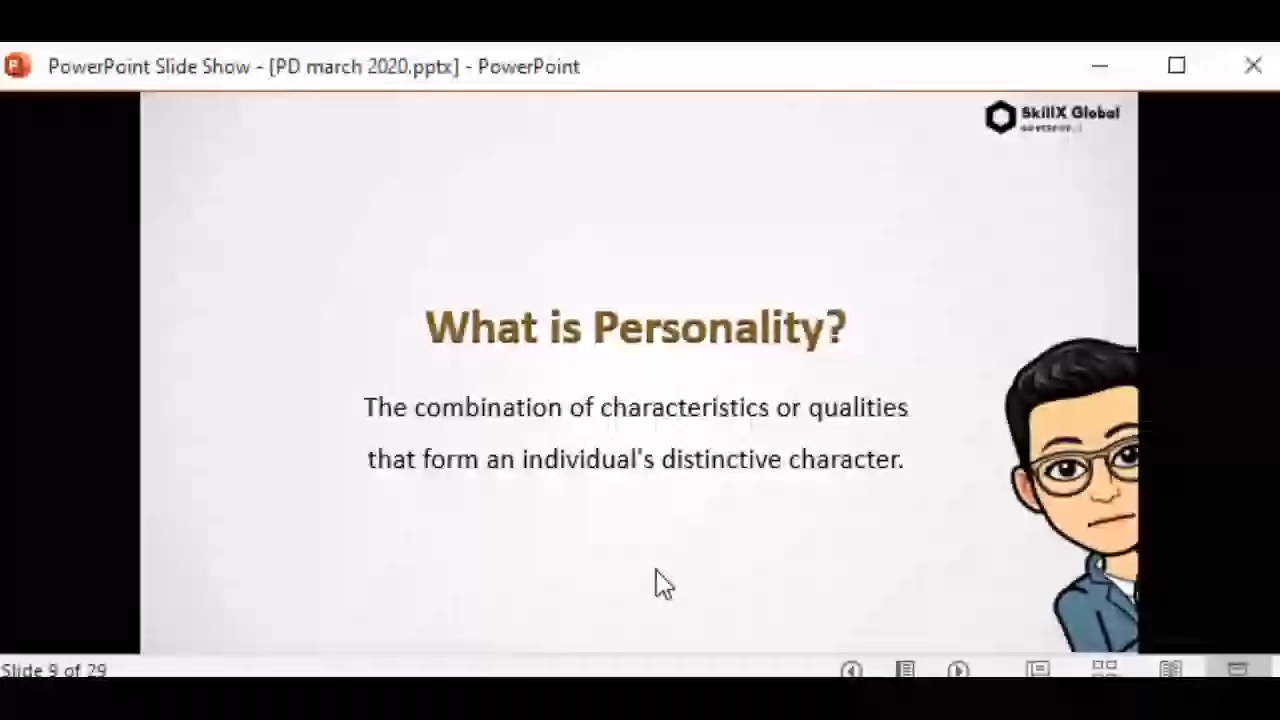 PowerPoint Slide Show - [PD march 2020.pptx] - PowerPoint
SkillX Global
What is Personality?
The combination of characteristics or qualities
that form an individual's distinctive character.
Slide 9 of 29